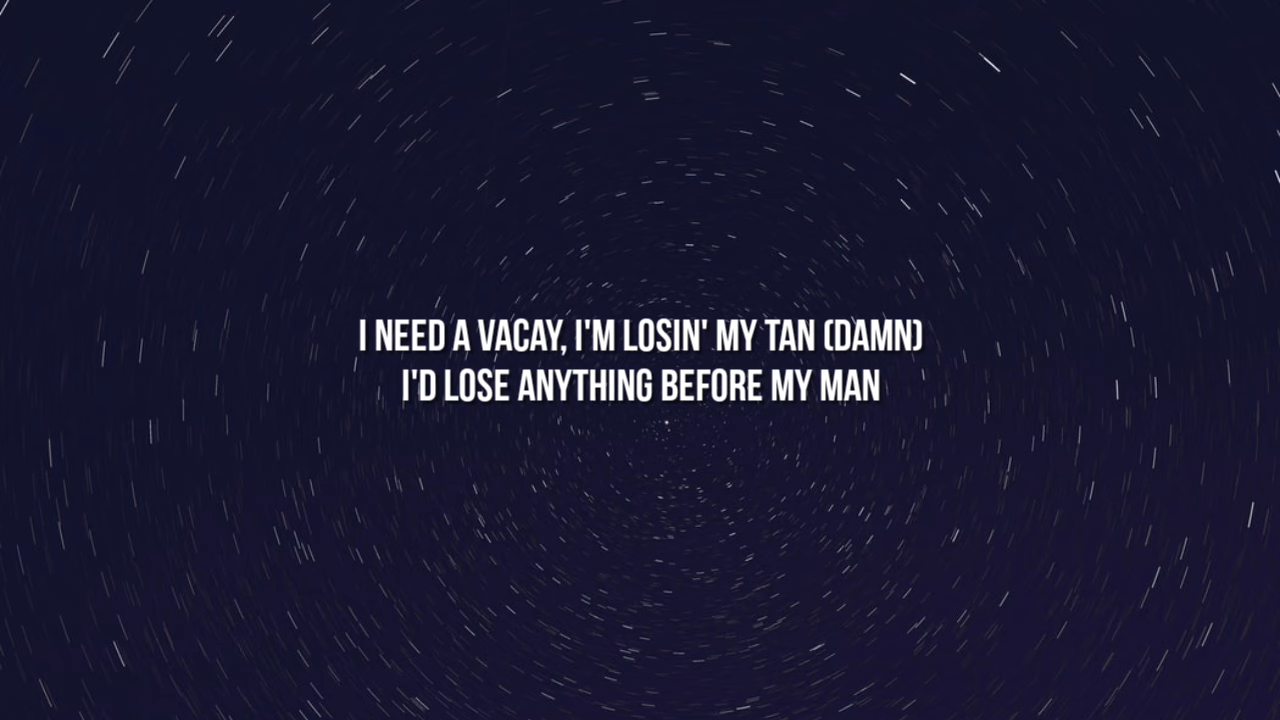 I NEED A VACAY, I'M LOSIN' MY TAN (DAMN)
I'D LOSE ANYTHING BEFORE MY MAN